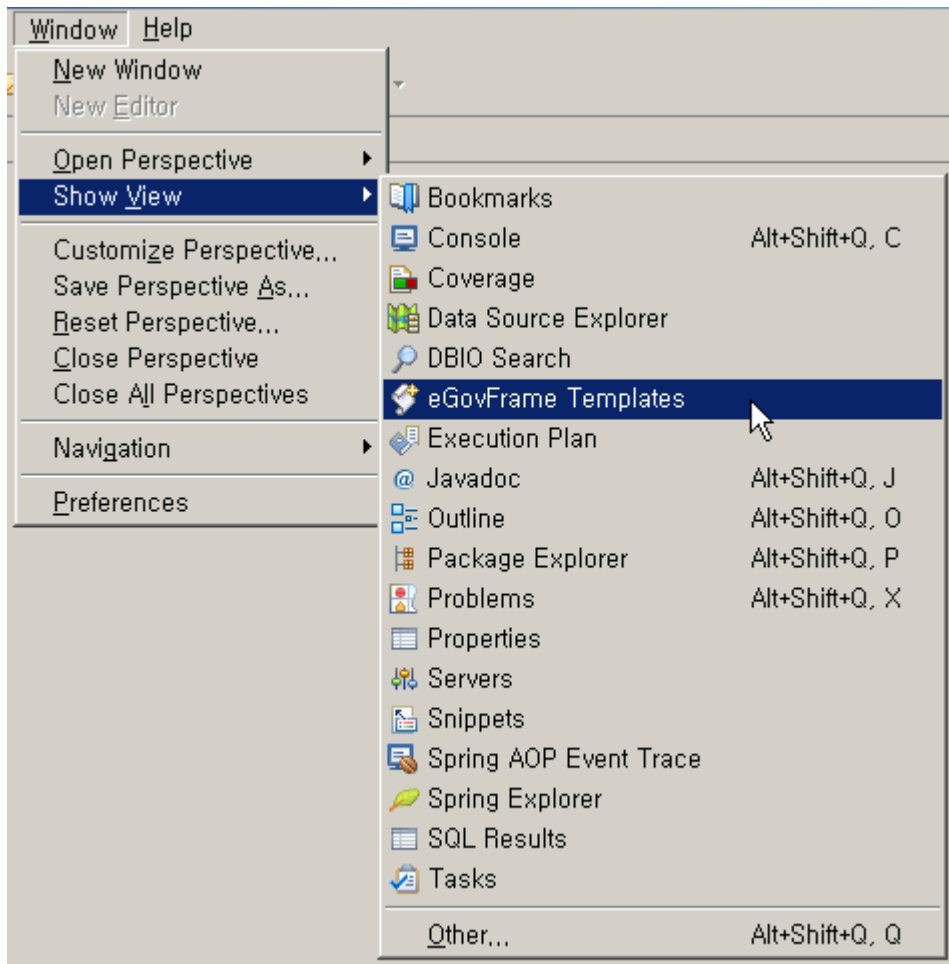 Window Help
New Window
New Editor
Open Perspective
Show View
Customize Perspective...
Save Perspective As...
Reset Perspective...
Close Perspective
Close All Perspectives
Navigation
Preferences
Bookmarks
Console Alt+Shift+Q, C
Coverage
Data Source Explorer
DBIO Search
eGovFrame Templates
Execution Plan
Javadoc Alt+Shift+Q, J
Outline Alt+Shift+Q, O
Package Explorer Alt+Shift+Q, P
Problems Alt+Shift+Q, X
Properties
Servers
Snippets
Spring AOP Event Trace
Spring Explorer
SQL Results
Tasks
Other... Alt+Shift+Q, Q